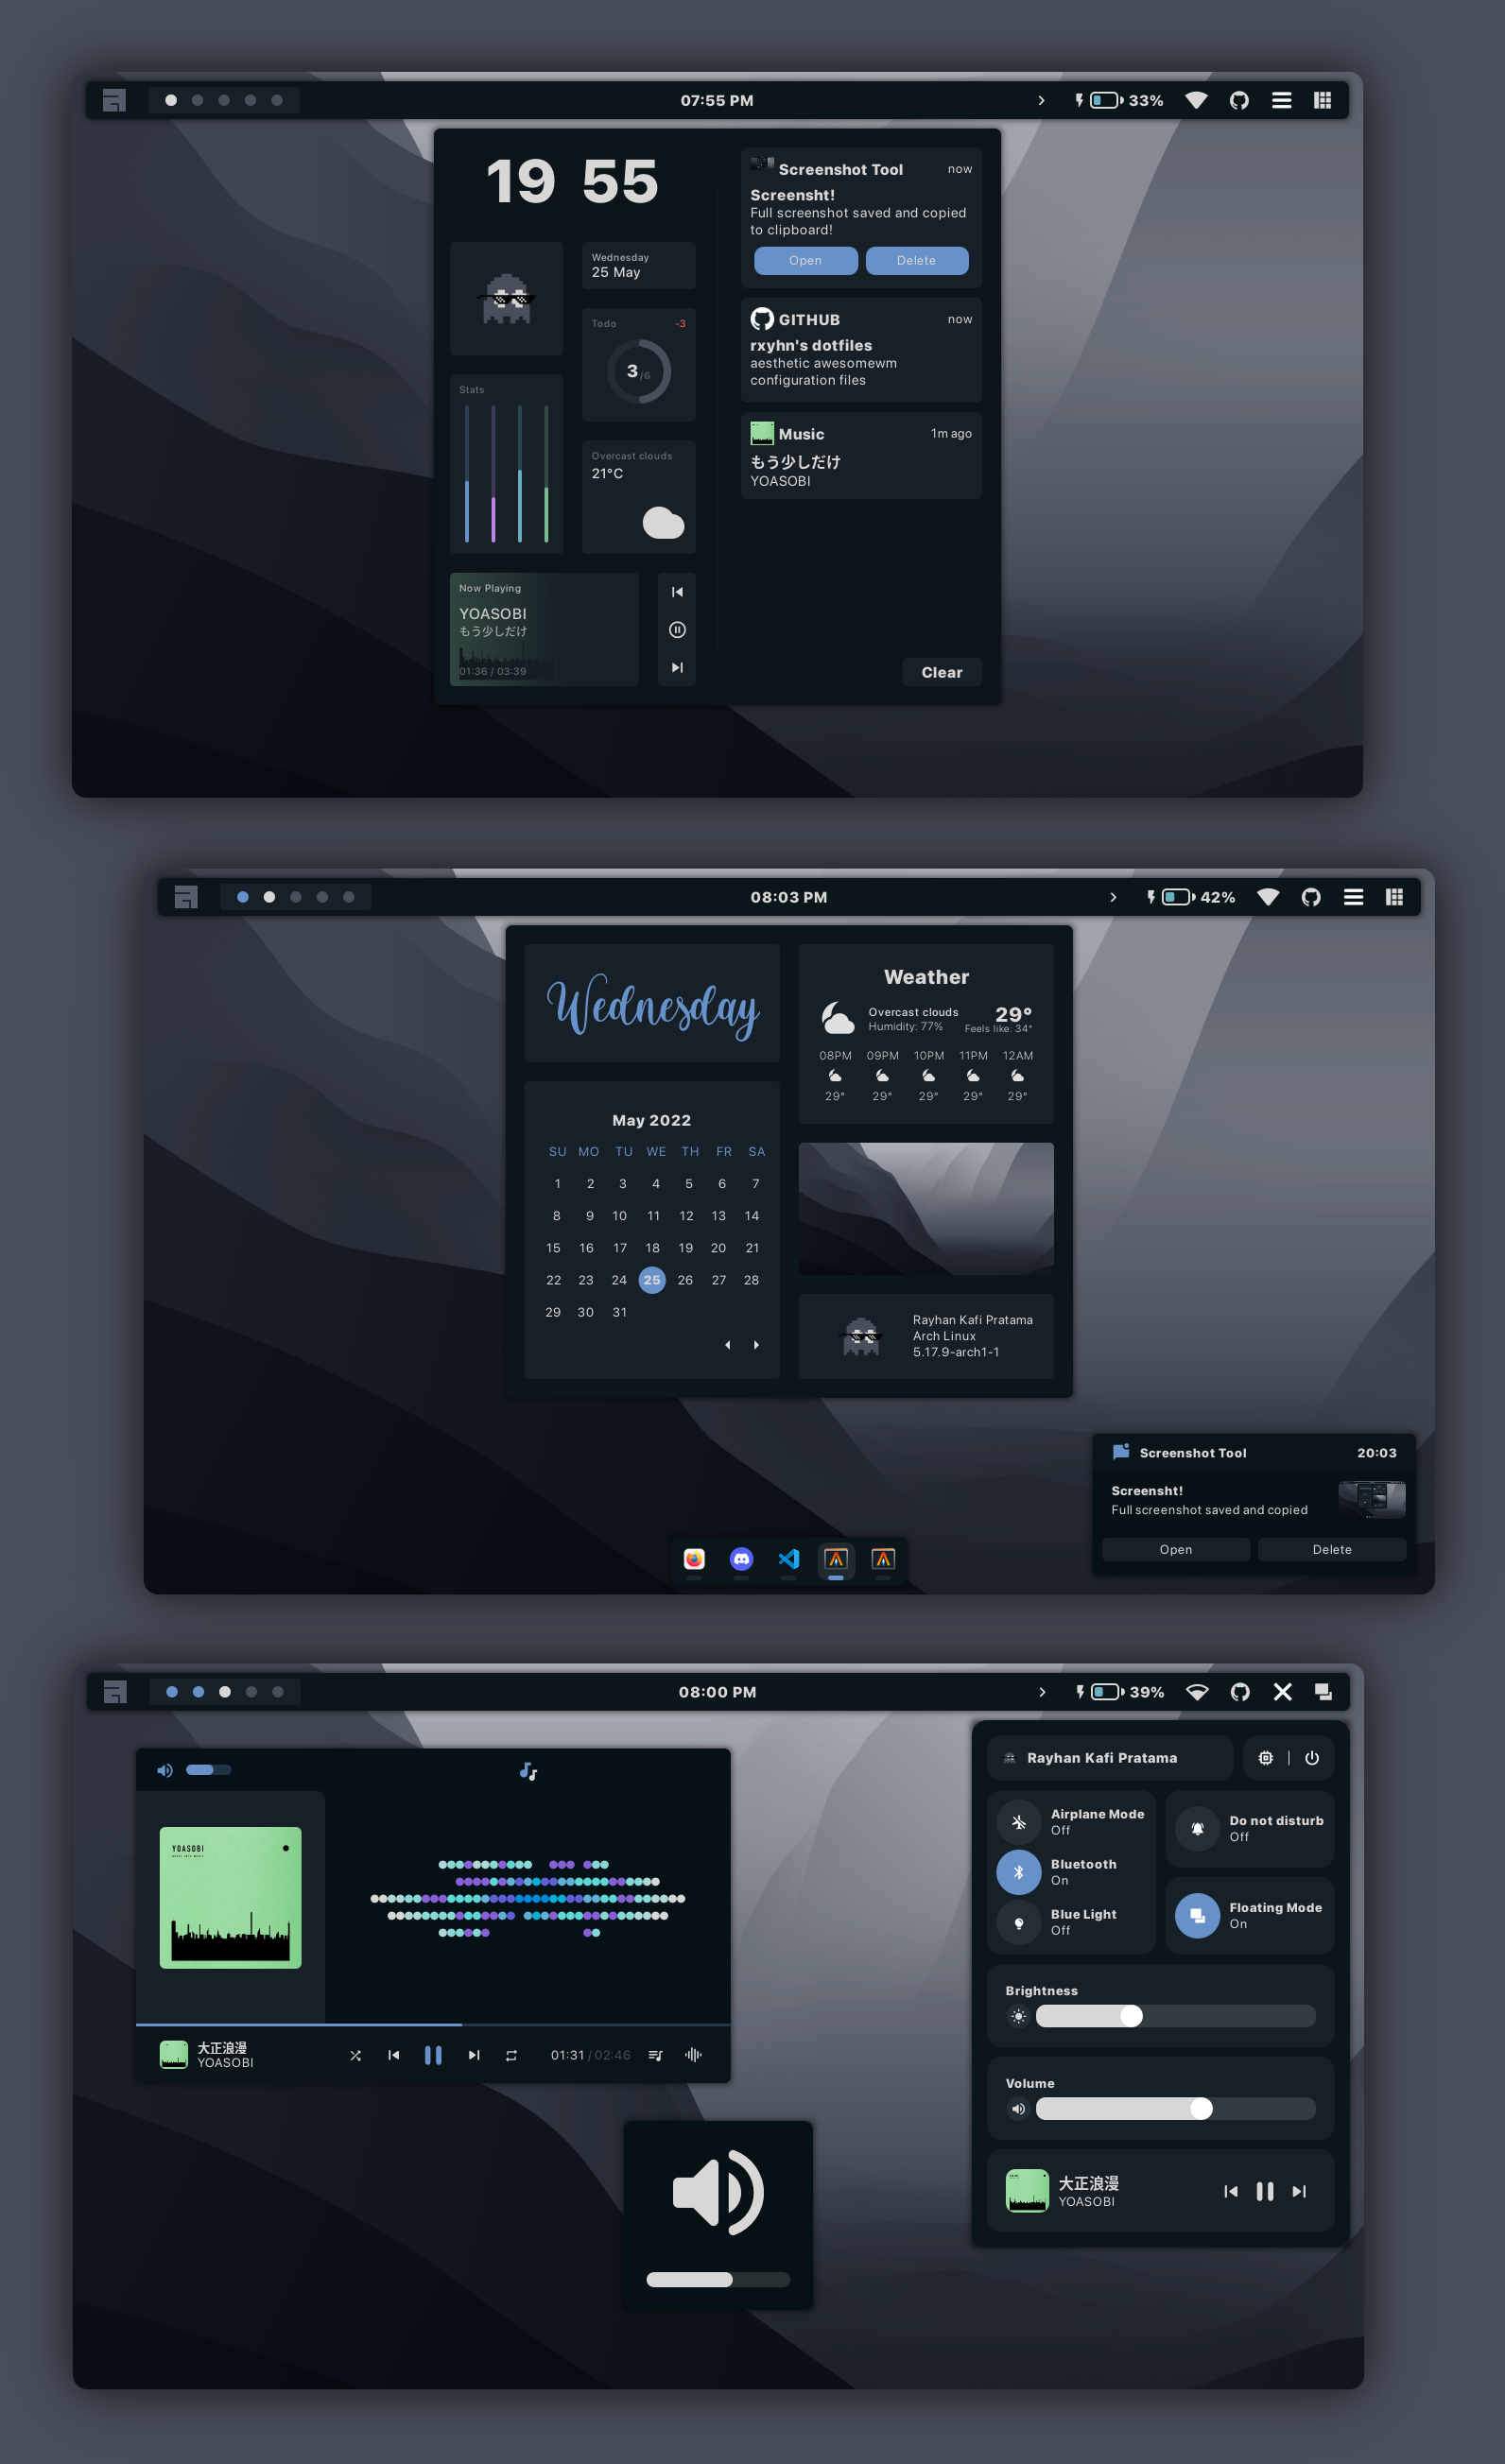 07:55 PM
33%
19 55
Wednesday
25 May
Todo
-3
3/6
Stats
Overcast clouds
21°C
Now Playing
YOASOBI
もう少しだけ
01:36 / 03:39
Screenshot Tool
now
Screensht!
Full screenshot saved and copied
to clipboard!
Open
Delete
GITHUB
now
rxyhn's dotfiles
aesthetic awesomewm
configuration files
Music
1m ago
もう少しだけ
YOASOBI
Clear
08:03 PM
42%
Wednesday
May 2022
SU MO TU WE TH FR SA
1 2 3 4 5 6 7
8 9 10 11 12 13 14
15 16 17 18 19 20 21
22 23 24 25 26 27 28
29 30 31
Weather
Overcast clouds
Humidity: 77%
29°
Feels like: 34°
08PM 09PM 10PM 11PM 12AM
29° 29° 29° 29° 29°
Rayhan Kafi Pratama
Arch Linux
5.17.9-arch1-1
Screenshot Tool
20:03
Screensht!
Full screenshot saved and copied
Open
Delete
08:00 PM
39%
YOASOBI
大正浪漫
YOASOBI
01:31 / 02:46
Rayhan Kafi Pratama
Airplane Mode
Off
Bluetooth
On
Blue Light
Off
Do not disturb
Off
Floating Mode
On
Brightness
Volume
大正浪漫
YOASOBI